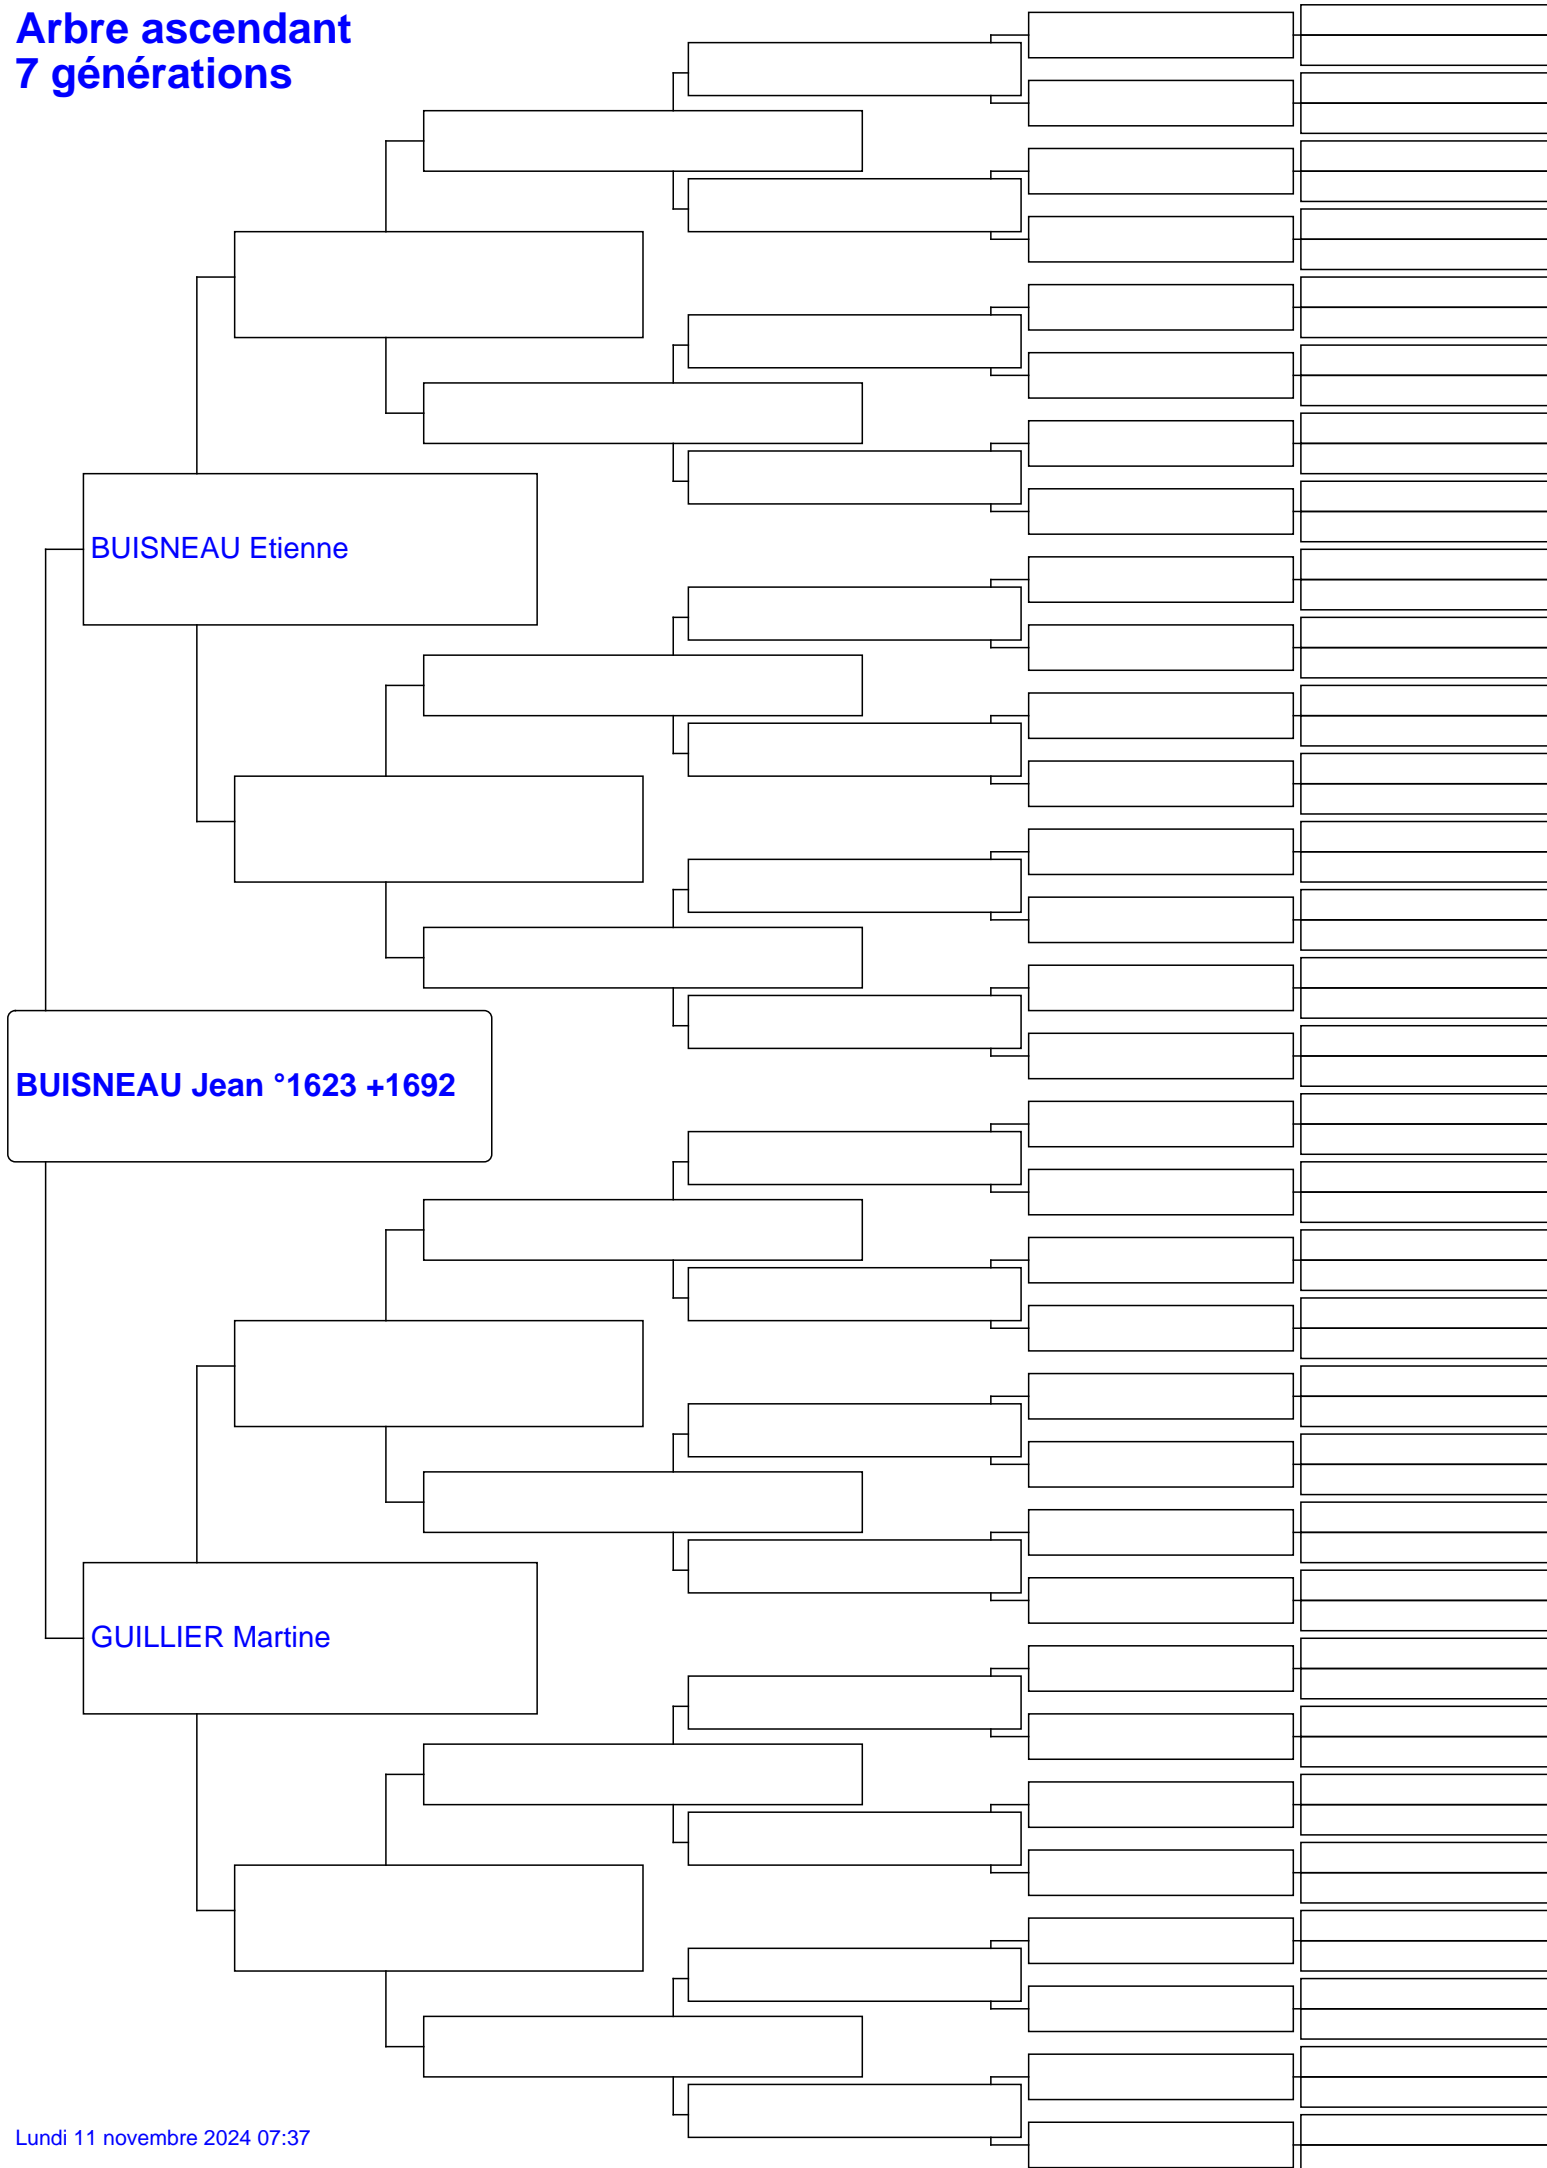 Arbre ascendant
7 générations
BUISNEAU Etienne
BUISNEAU Jean °1623 +1692
GUILLIER Martine
Lundi 11 novembre 2024 07:37